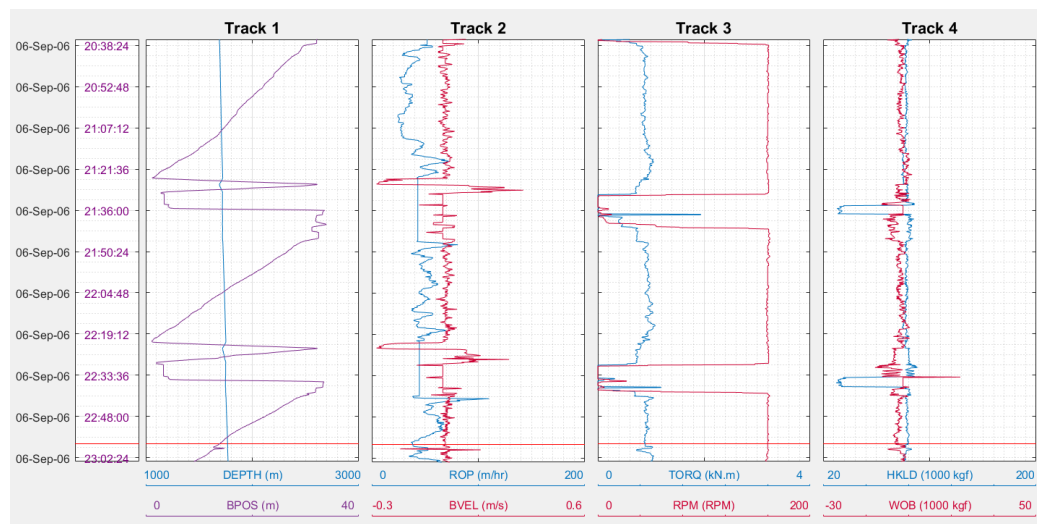 Track 1 Track 2 Track 3 Track 4
06-Sep-06 20:38:24
06-Sep-06 20:52:48
06-Sep-06 21:07:12
06-Sep-06 21:21:36
06-Sep-06 21:36:00
06-Sep-06 21:50:24
06-Sep-06 22:04:48
06-Sep-06 22:19:12
06-Sep-06 22:33:36
06-Sep-06 22:48:00
06-Sep-06 23:02:24
1000 DEPTH (m) 3000 0 ROP (m/hr) 200 0 TORQ (kN.m) 4 20 HKLD (1000 kgf) 200
0 BPOS (m) 40 -0.3 BVEL (m/s) 0.6 0 RPM (RPM) 200 -30 WOB (1000 kgf) 50